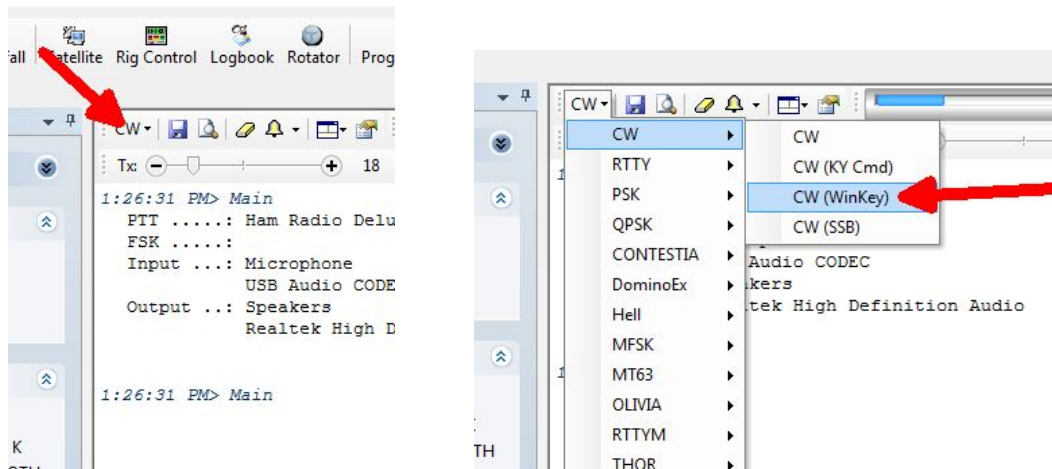 Satellite Rig Control Logbook Rotator Prog
CW
Tx: 18
1:26:31 PM> Main
PTT .....: Ham Radio Delu
FSK .....:
Input ...: Microphone
USB Audio CODE
Output ..: Speakers
Realtek High D
1:26:31 PM> Main
K
CW
CW
RTTY
PSK
QPSK
CONTESTIA
DominoEx
Hell
MFSK
MT63
OLIVIA
RTTYM
THOR
CW
CW (KY Cmd)
CW (WinKey)
CW (SSB)
Audio CODEC
kers
tek High Definition Audio
TH